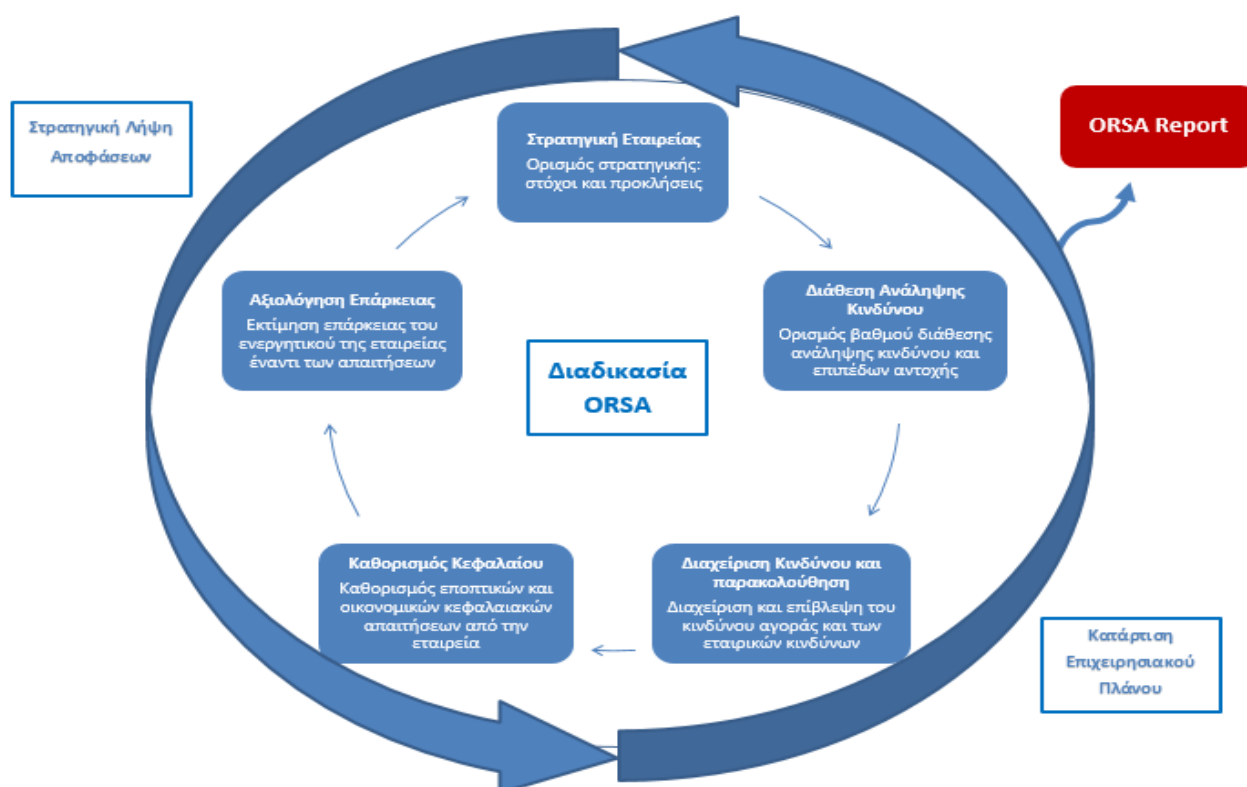 Στρατηγική Λήψη
Αποφάσεων
ORSA Report
Στρατηγική Εταιρείας
Ορισμός στρατηγικής:
στόχοι και προκλήσεις
Αξιολόγηση Επάρκειας
Εκτίμηση επάρκειας του
ενεργητικού της εταιρείας
έναντι των απαιτήσεων
Διάθεση Ανάληψης
Κινδύνου
Ορισμός βαθμού διάθεσης
ανάληψης κινδύνου και
επιπέδων αντοχής
Διαδικασία
ORSA
Καθορισμός Κεφαλαίου
Καθορισμός εποπτικών και
οικονομικών κεφαλαιακών
απαιτήσεων από την
εταιρεία
Διαχείριση Κινδύνου και
παρακολούθηση
Διαχείριση και επίβλεψη του
κινδύνου αγοράς και των
εταιρικών κινδύνων
Κατάρτιση
Επιχειρησιακού
Πλάνου